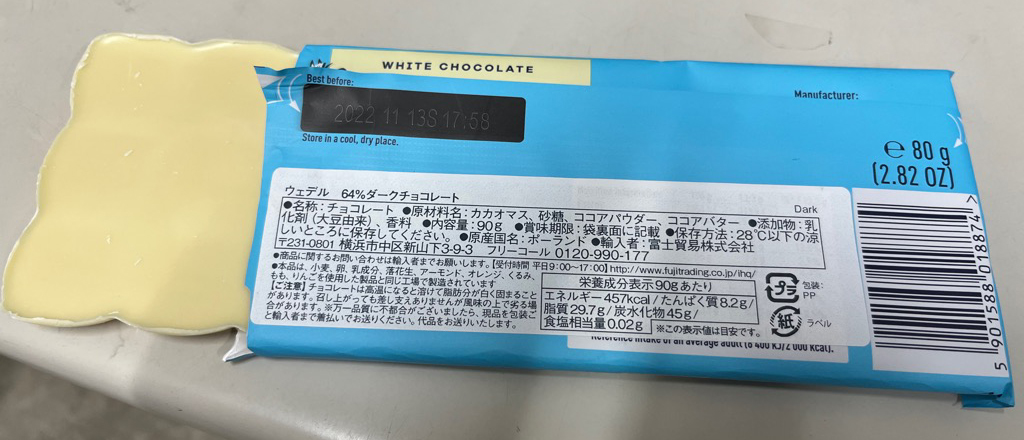 WHITE CHOCOLATE
Best before:
2022 11 13S 17:58
Store in a cool, dry place.
Manufacturer:
℮ 80 g
(2.82 OZ)
ウェデル 64%ダークチョコレート
Dark
●名称:チョコレート ●原材料名:カカオマス、砂糖、ココアパウダー、ココアバター ●添加物:乳
化剤(大豆由来)、香料 ●内容量:90g ●賞味期限:袋裏面に記載 ●保存方法:28℃以下の涼
しいところに保存してください。 ●原産国名:ポーランド ●輸入者:富士貿易株式会社
〒231-0801 横浜市中区新山下3-9-3 フリーコール 0120-990-177
●商品に関するお問い合わせは輸入者までお願いします。【受付時間 平日9:00~17:00】http://www.fujitrading.co.jp/ihq/
●本品は、小麦、卵、乳成分、落花生、アーモンド、オレンジ、くるみ、
もも、りんごを使用した製品と同じ工場で製造されています
【ご注意】チョコレートは高温になると溶けて脂肪分が白く固まること
があります。召し上がっても差し支えありませんが風味の上で劣る場
合があります。※万一品質に不都合がございましたら、現品を包装ご
と輸入者まで着払いでお送りください。代品をお送りいたします。
栄養成分表示 90gあたり
エネルギー 457kcal/たんぱく質 8.2g/
脂質 29.7g/炭水化物 45g/
食塩相当量 0.02g
※この表示値は目安です。
プラ
包装:
PP
紙
ラベル
Reference intake of an average adult (8 400 kJ/2 000 kcal).
5 901588 018874 >